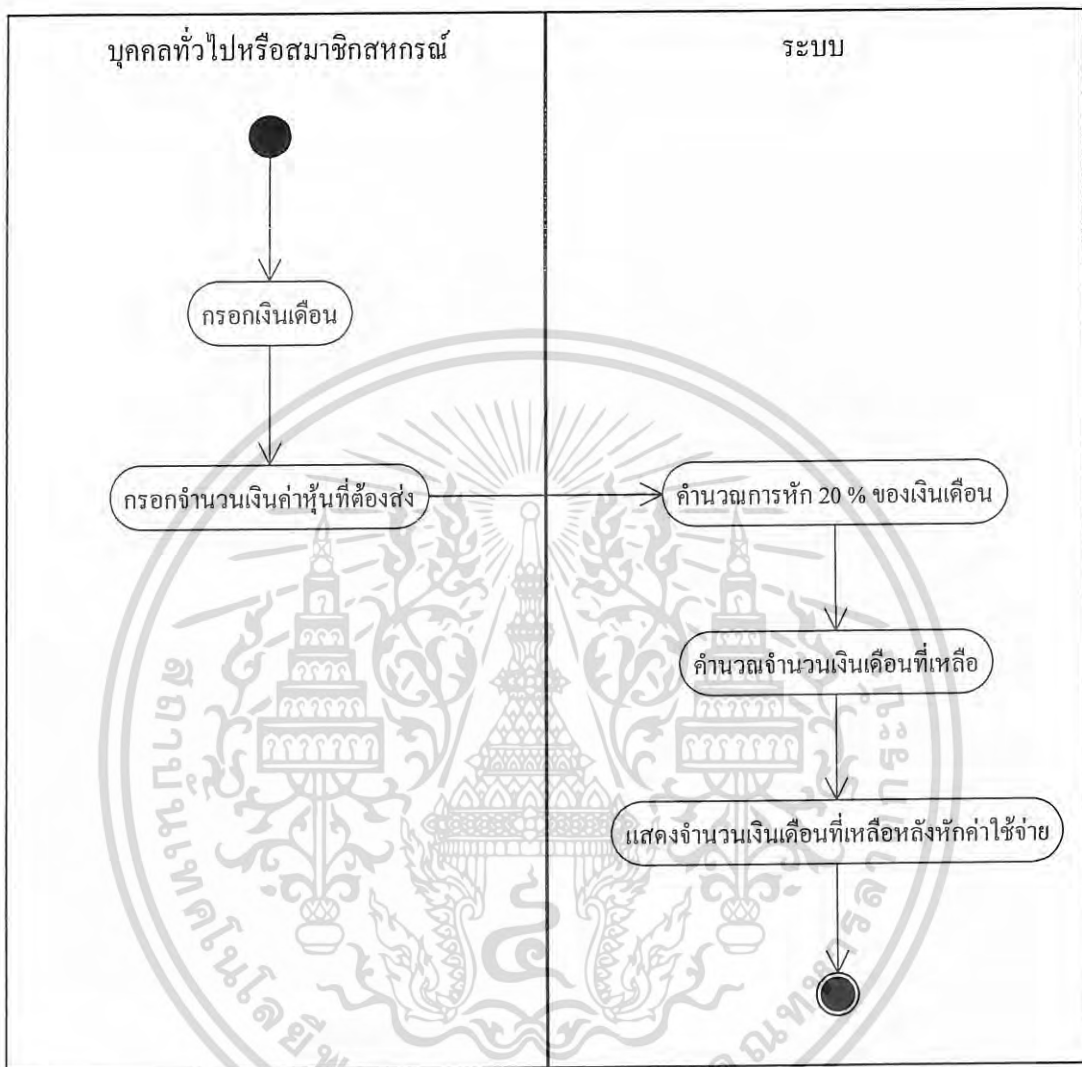 บุคคลทั่วไปหรือสมาชิกสหกรณ์
ระบบ
กรอกเงินเดือน
กรอกจำนวนเงินค่าหุ้นที่ต้องส่ง
คำนวณการหัก 20 % ของเงินเดือน
คำนวณจำนวนเงินเดือนที่เหลือ
แสดงจำนวนเงินเดือนที่เหลือหลังหักค่าใช้จ่าย